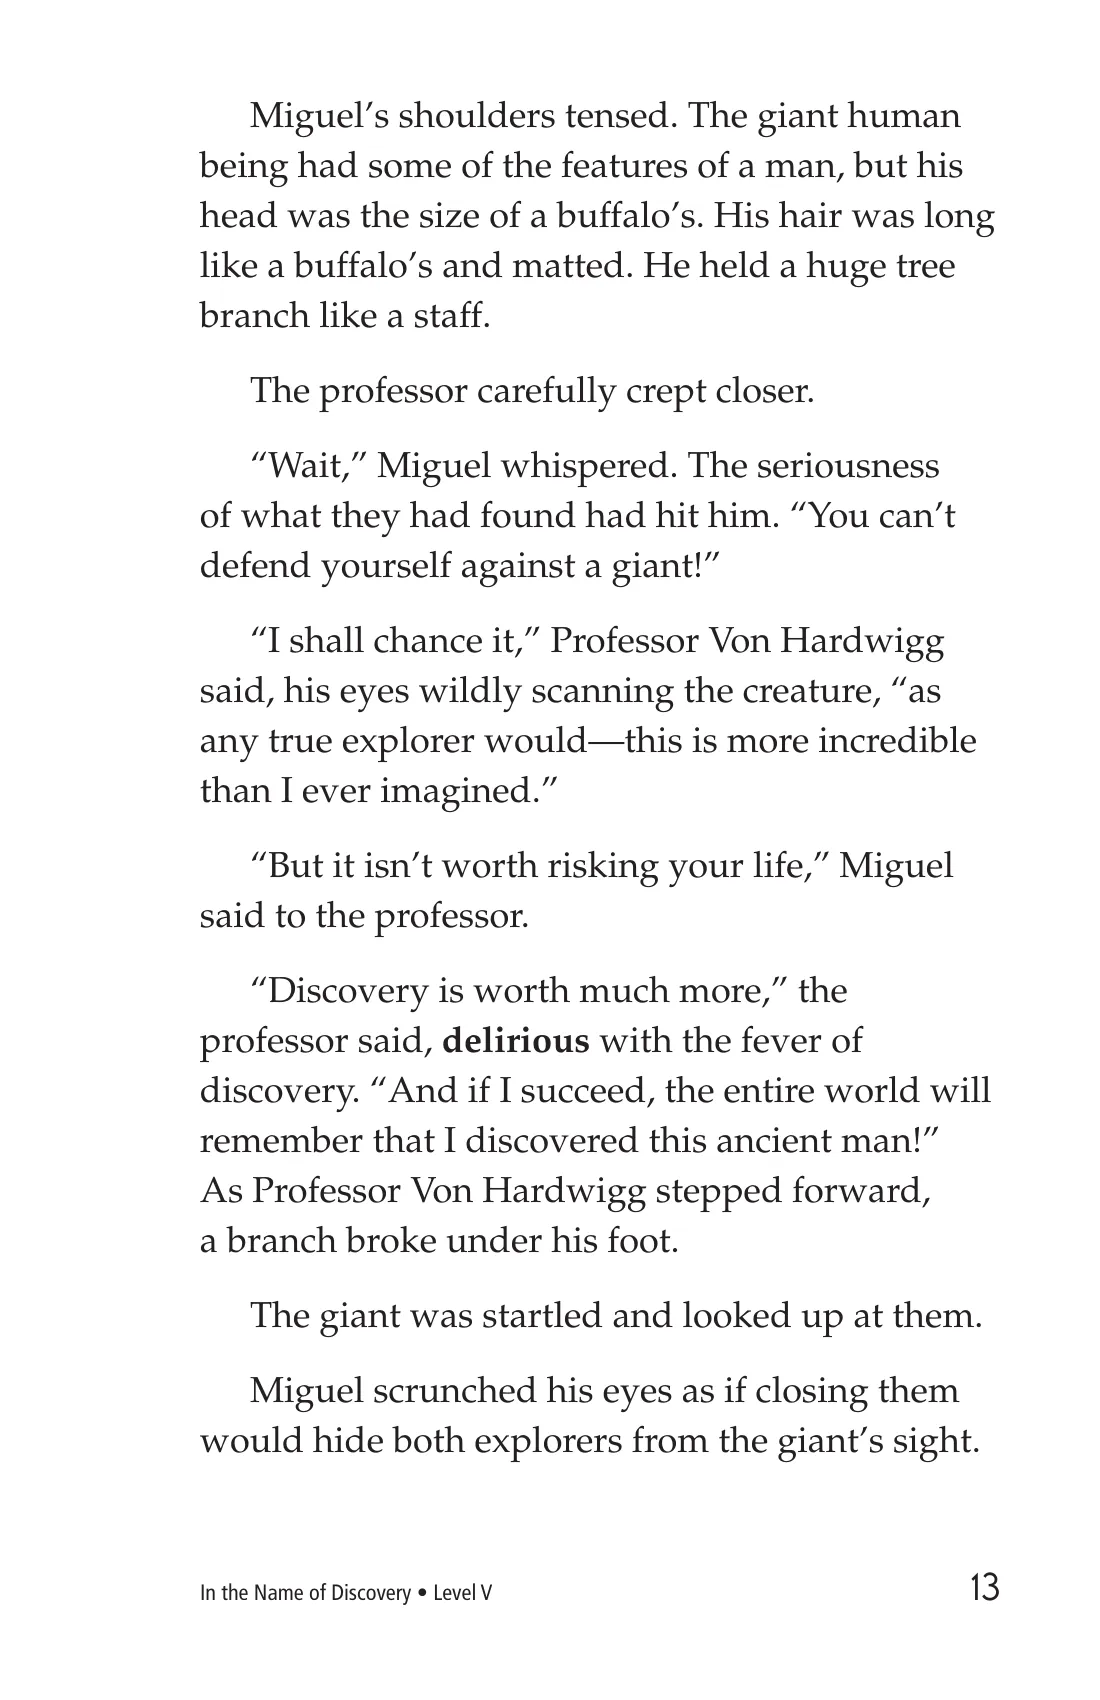 Miguel’s shoulders tensed. The giant human
being had some of the features of a man, but his
head was the size of a buffalo’s. His hair was long
like a buffalo’s and matted. He held a huge tree
branch like a staff.
The professor carefully crept closer.
“Wait,” Miguel whispered. The seriousness
of what they had found had hit him. “You can’t
defend yourself against a giant!”
“I shall chance it,” Professor Von Hardwigg
said, his eyes wildly scanning the creature, “as
any true explorer would—this is more incredible
than I ever imagined.”
“But it isn’t worth risking your life,” Miguel
said to the professor.
“Discovery is worth much more,” the
professor said, delirious with the fever of
discovery. “And if I succeed, the entire world will
remember that I discovered this ancient man!”
As Professor Von Hardwigg stepped forward,
a branch broke under his foot.
The giant was startled and looked up at them.
Miguel scrunched his eyes as if closing them
would hide both explorers from the giant’s sight.
In the Name of Discovery • Level V
13